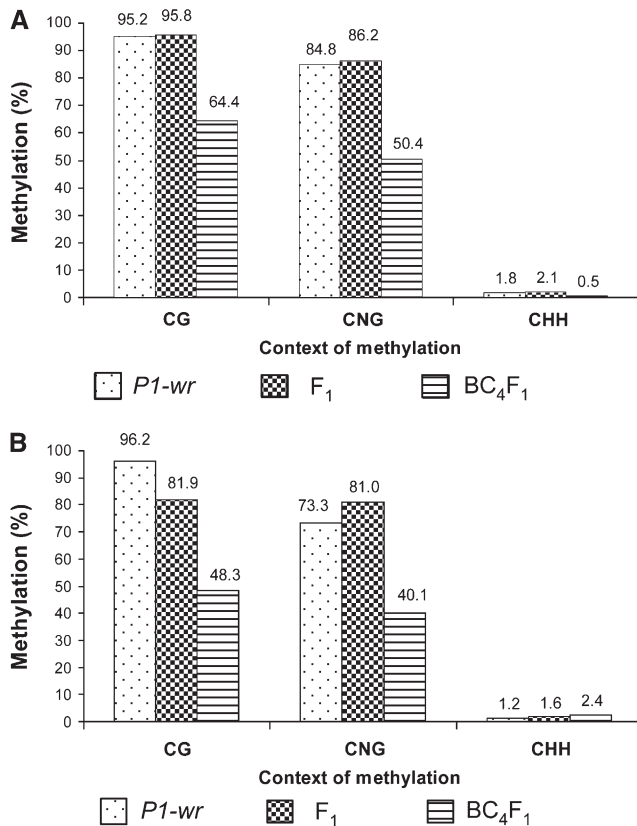 A
Methylation (%)
100
90
80
70
60
50
40
30
20
10
0
95.2 95.8 64.4
84.8 86.2 50.4
1.8 2.1 0.5
CG CNG CHH
Context of methylation
P1-wr F₁ BC₄F₁
B
Methylation (%)
100
90
80
70
60
50
40
30
20
10
0
96.2 81.9 48.3
73.3 81.0 40.1
1.2 1.6 2.4
CG CNG CHH
Context of methylation
P1-wr F₁ BC₄F₁